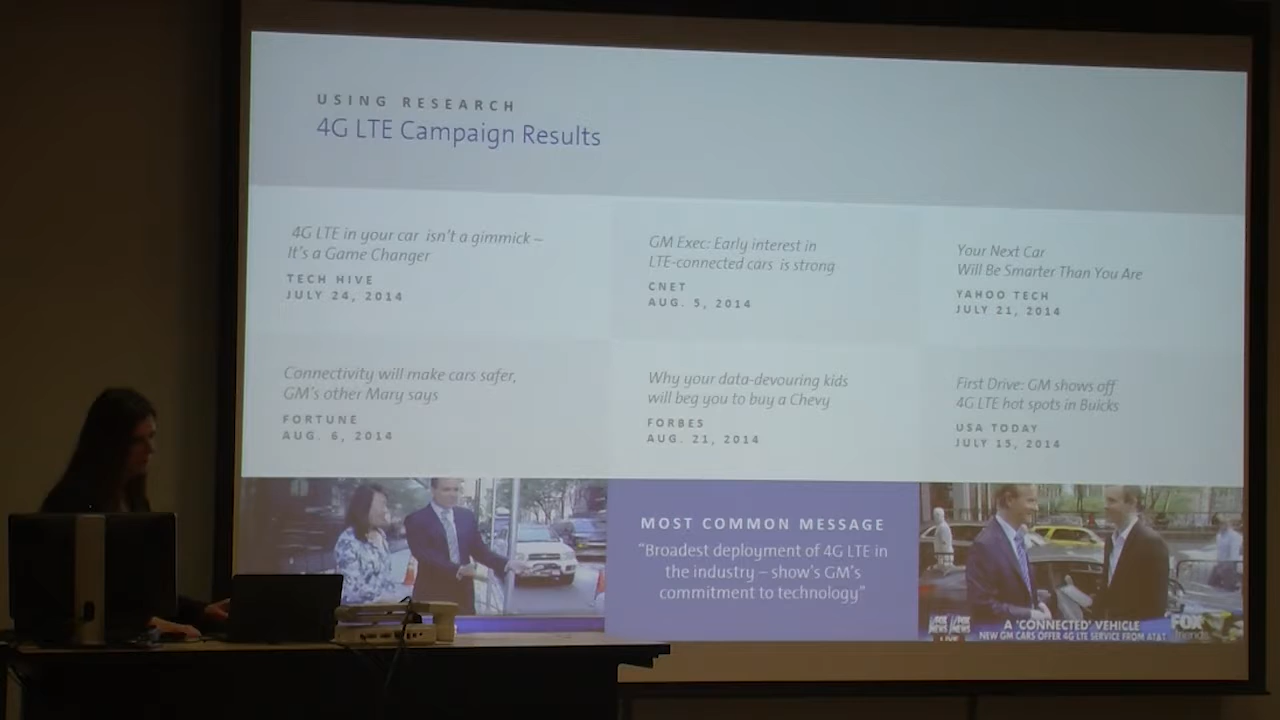 USING RESEARCH
4G LTE Campaign Results
4G LTE in your car isn't a gimmick –
It's a Game Changer
TECH HIVE
JULY 24, 2014
GM Exec: Early interest in
LTE-connected cars is strong
CNET
AUG. 5, 2014
Your Next Car
Will Be Smarter Than You Are
YAHOO TECH
JULY 21, 2014
Connectivity will make cars safer,
GM's other Mary says
FORTUNE
AUG. 6, 2014
Why your data-devouring kids
will beg you to buy a Chevy
FORBES
AUG. 21, 2014
First Drive: GM shows off
4G LTE hot spots in Buicks
USA TODAY
JULY 15, 2014
MOST COMMON MESSAGE
“Broadest deployment of 4G LTE in
the industry – show's GM's
commitment to technology”
FOX NEWS
LIVE
A 'CONNECTED' VEHICLE
NEW GM CARS OFFER 4G LTE SERVICE FROM AT&T
FOX
friends